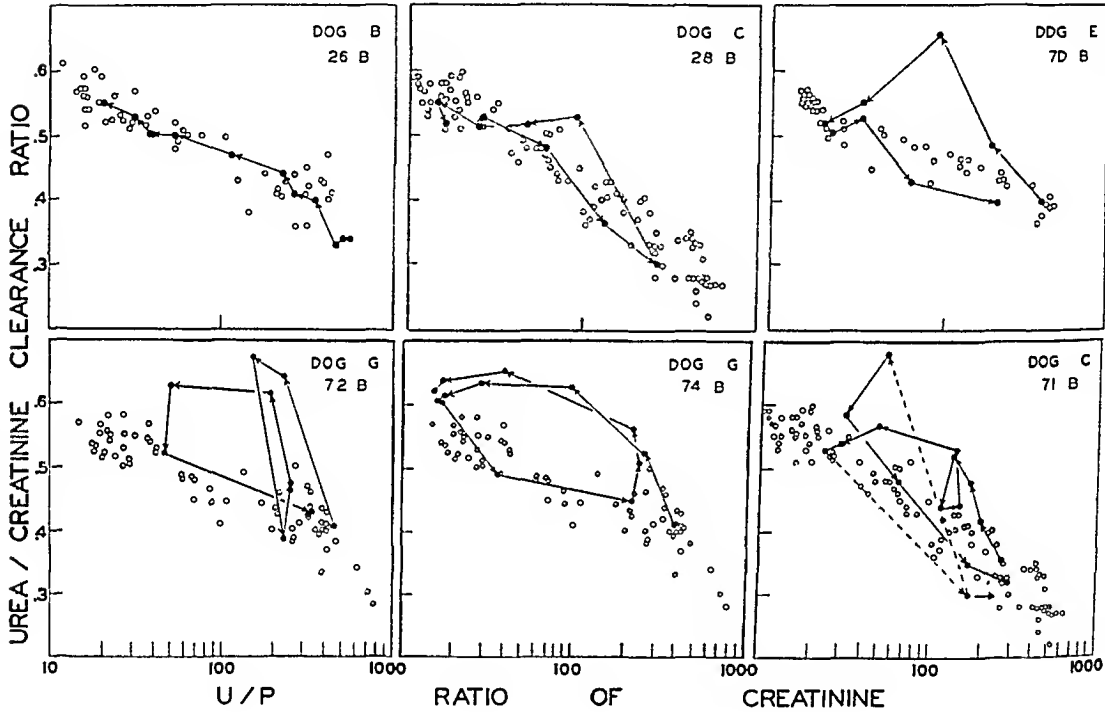 DOG B
26 B
DOG C
28 B
DDG E
7D B
.6
.5
.4
.3
DOG G
72 B
DOG G
74 B
DOG C
71 B
.6
.5
.4
.3
10 100 1000
100 1000
100 1000
UREA / CREATININE CLEARANCE RATIO
U/P RATIO OF CREATININE